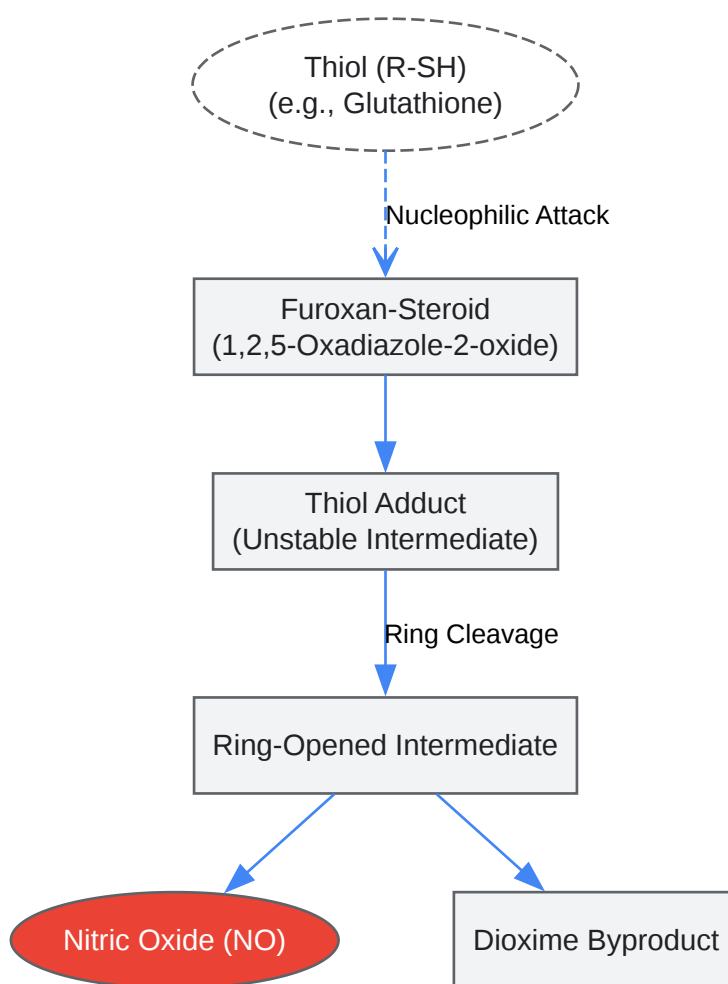 Thiol (R-SH)
(e.g., Glutathione)
Nucleophilic Attack
Furoxan-Steroid
(1,2,5-Oxadiazole-2-oxide)
Thiol Adduct
(Unstable Intermediate)
Ring Cleavage
Ring-Opened Intermediate
Nitric Oxide (NO)
Dioxime Byproduct